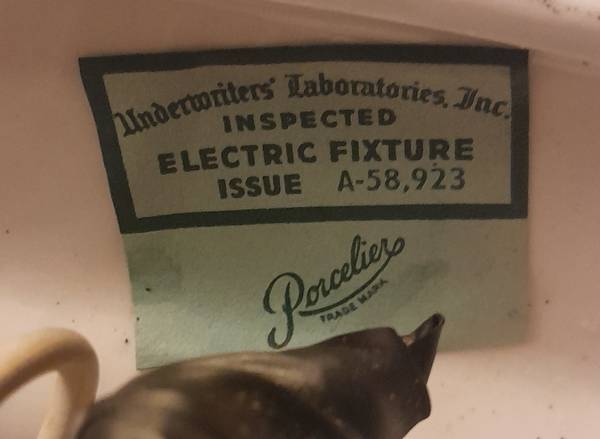 Underwriters' Laboratories, Inc.
INSPECTED
ELECTRIC FIXTURE
ISSUE A-58,923
Porcelier
TRADE MARK